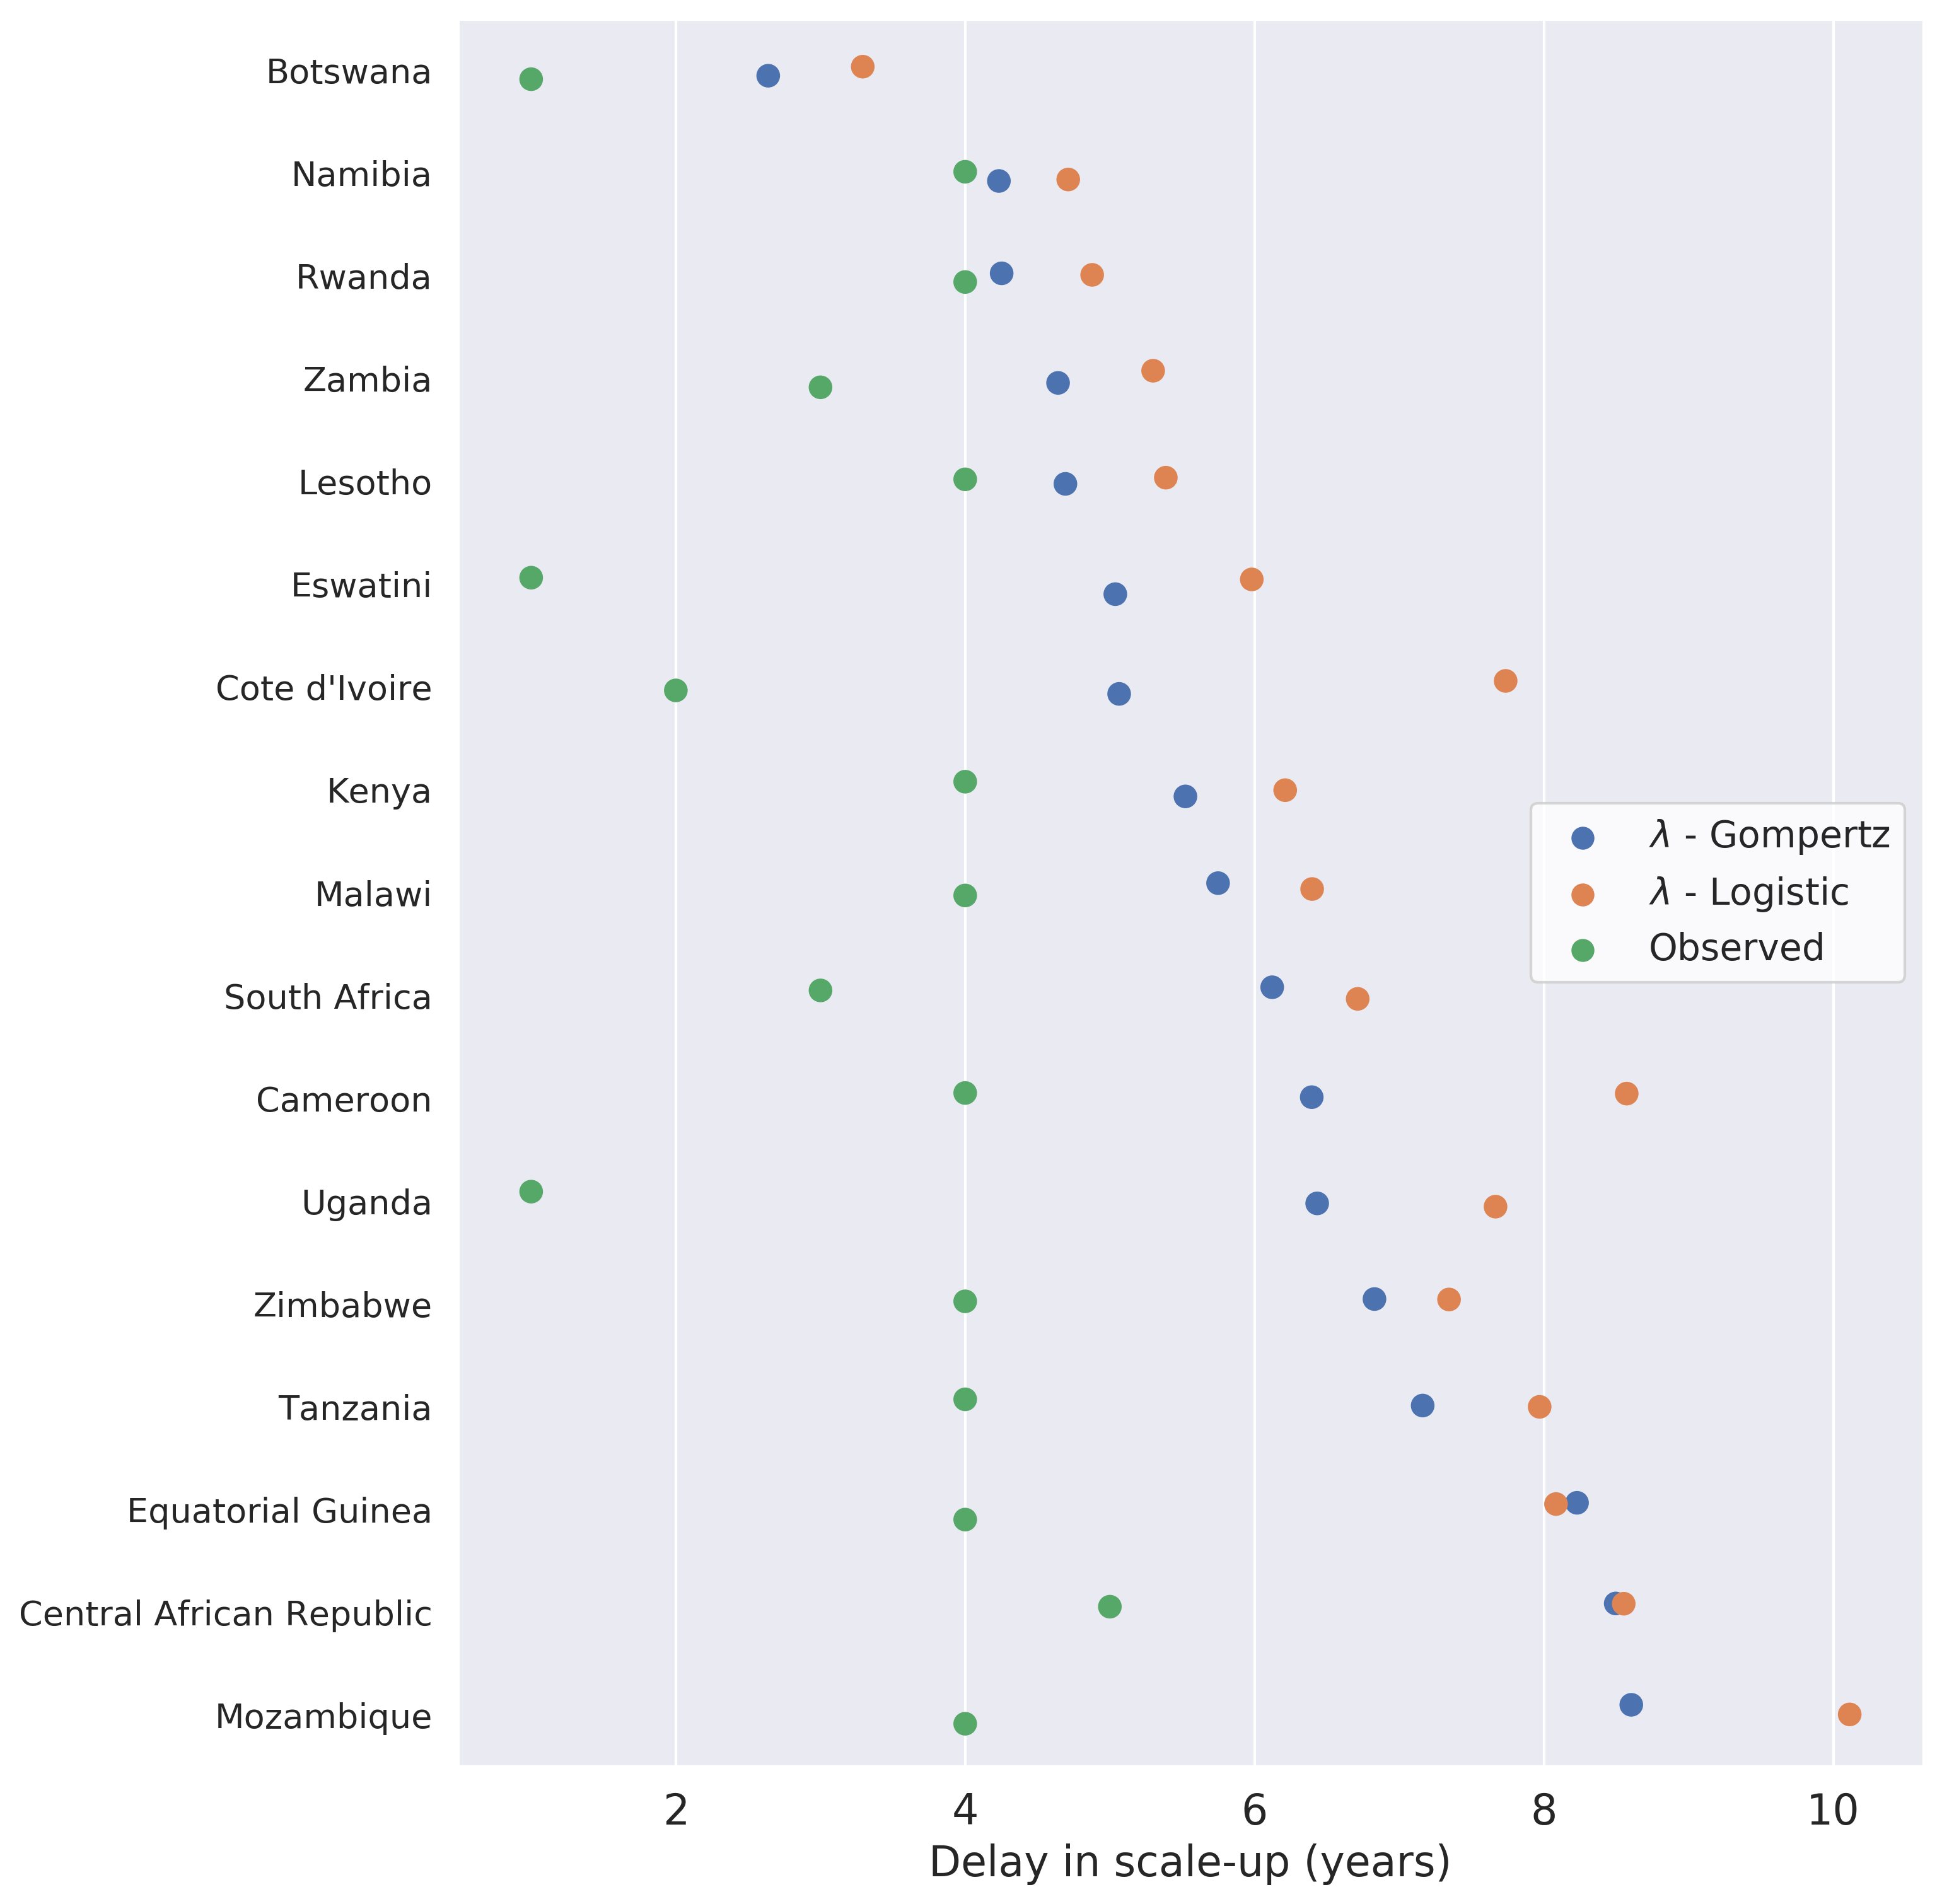 Botswana
Namibia
Rwanda
Zambia
Lesotho
Eswatini
Cote d'Ivoire
Kenya
Malawi
South Africa
Cameroon
Uganda
Zimbabwe
Tanzania
Equatorial Guinea
Central African Republic
Mozambique
λ - Gompertz
λ - Logistic
Observed
2 4 6 8 10
Delay in scale-up (years)